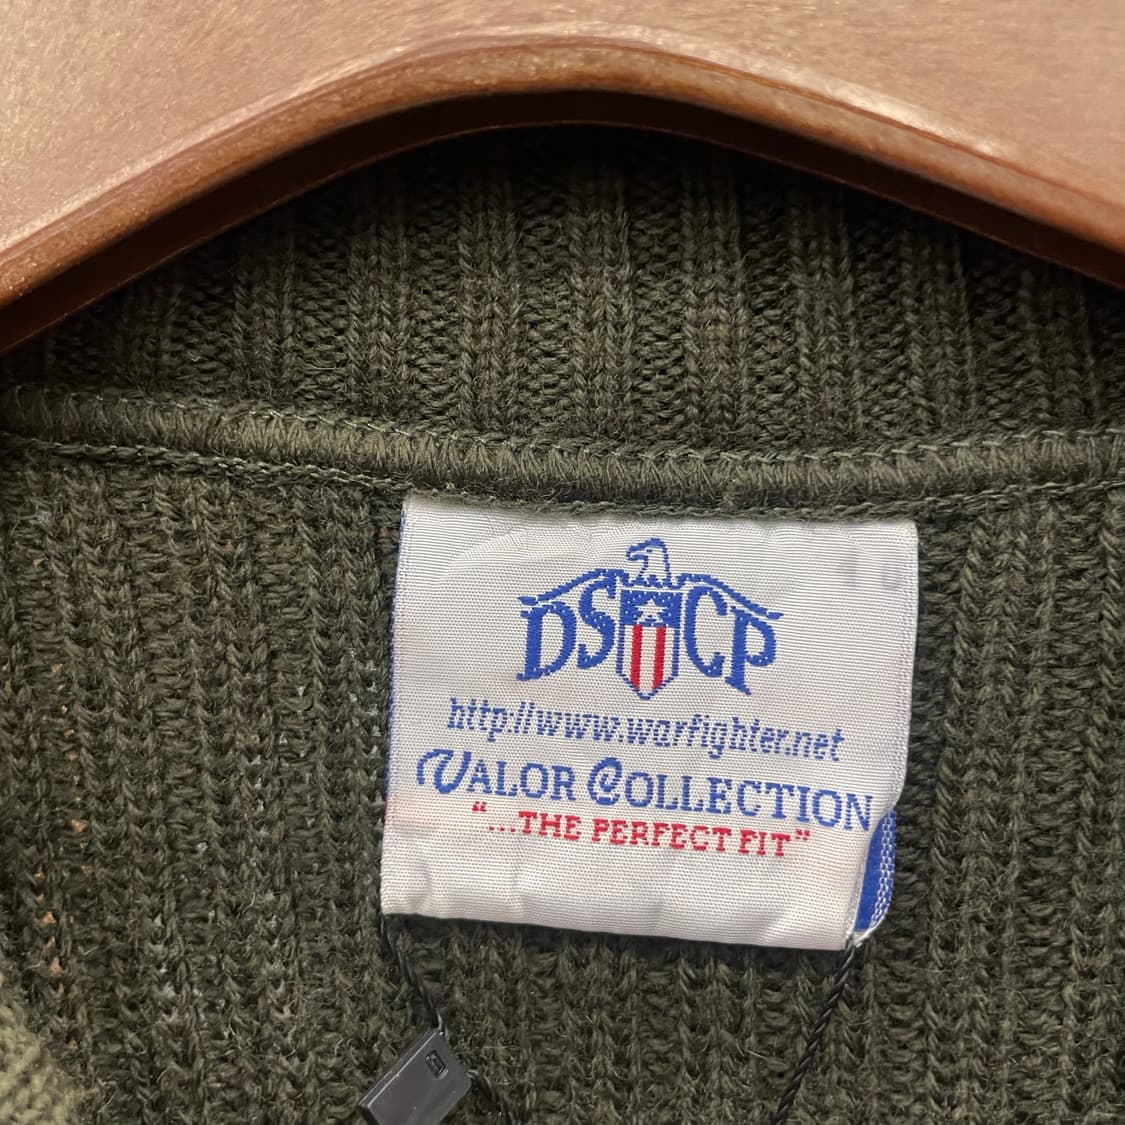 DSCP
http://www.warfighter.net
VALOR COLLECTION
"...THE PERFECT FIT"